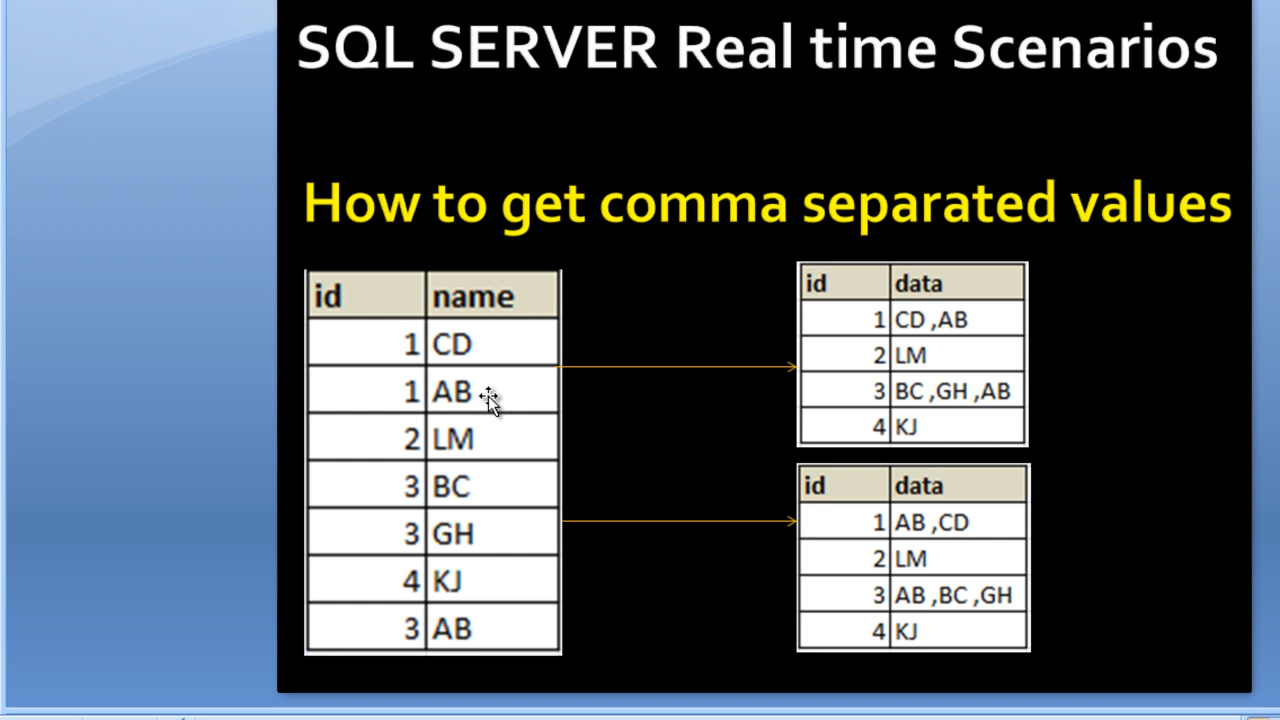 SQL SERVER Real time Scenarios
How to get comma separated values
id name
1 CD
1 AB
2 LM
3 BC
3 GH
4 KJ
3 AB
id data
1 CD ,AB
2 LM
3 BC ,GH ,AB
4 KJ
id data
1 AB ,CD
2 LM
3 AB ,BC ,GH
4 KJ